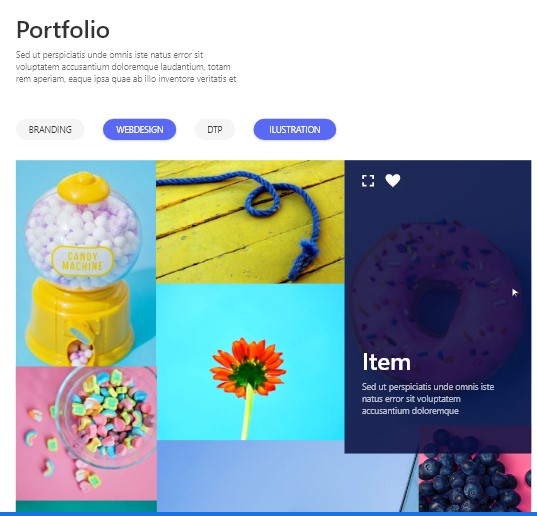 Portfolio
Sed ut perspiciatis unde omnis iste natus error sit
voluptatem accusantium doloremque laudantium, totam
rem aperiam, eaque ipsa quae ab illo inventore veritatis et
BRANDING WEBDESIGN DTP ILUSTRATION
CANDY
MACHINE
Item
Sed ut perspiciatis unde omnis iste
natus error sit voluptatem
accusantium doloremque